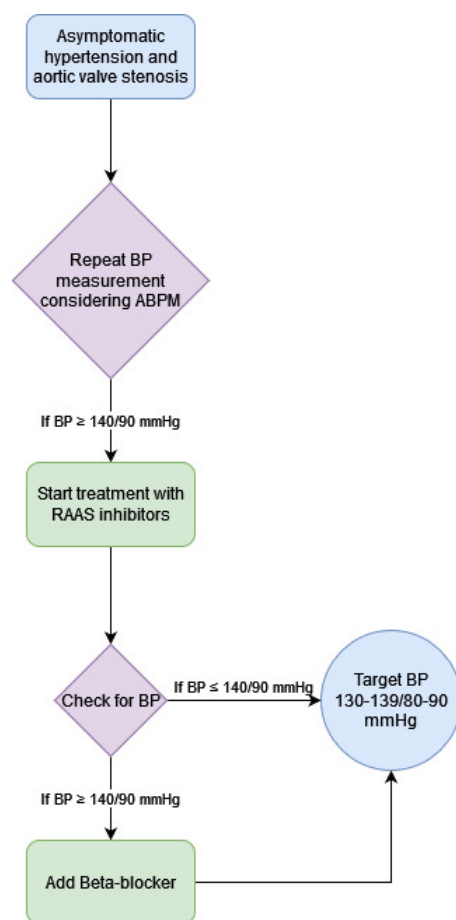 Asymptomatic
hypertension and
aortic valve stenosis
Repeat BP
measurement
considering ABPM
If BP ≥ 140/90 mmHg
Start treatment with
RAAS inhibitors
Check for BP
If BP ≤ 140/90 mmHg
Target BP
130-139/80-90
mmHg
If BP ≥ 140/90 mmHg
Add Beta-blocker